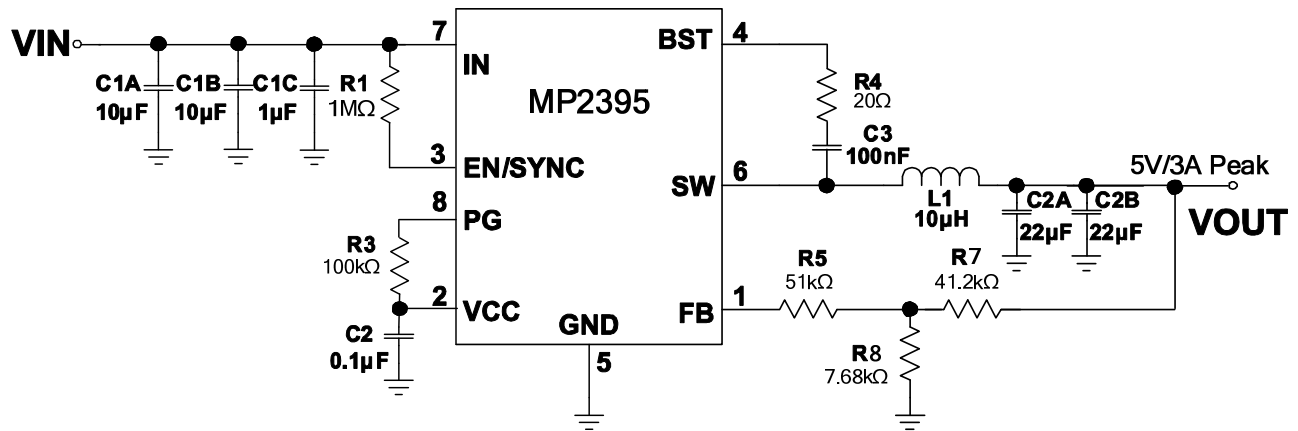 VIN
C1A
10µF
C1B
10µF
C1C
1µF
R1
1MΩ
7
IN
MP2395
BST
4
R4
20Ω
C3
100nF
3
EN/SYNC
SW
6
L1
10µH
5V/3A Peak
VOUT
C2A
22µF
C2B
22µF
8
PG
R3
100kΩ
2
VCC
C2
0.1µF
GND
5
FB
1
R5
51kΩ
R7
41.2kΩ
R8
7.68kΩ